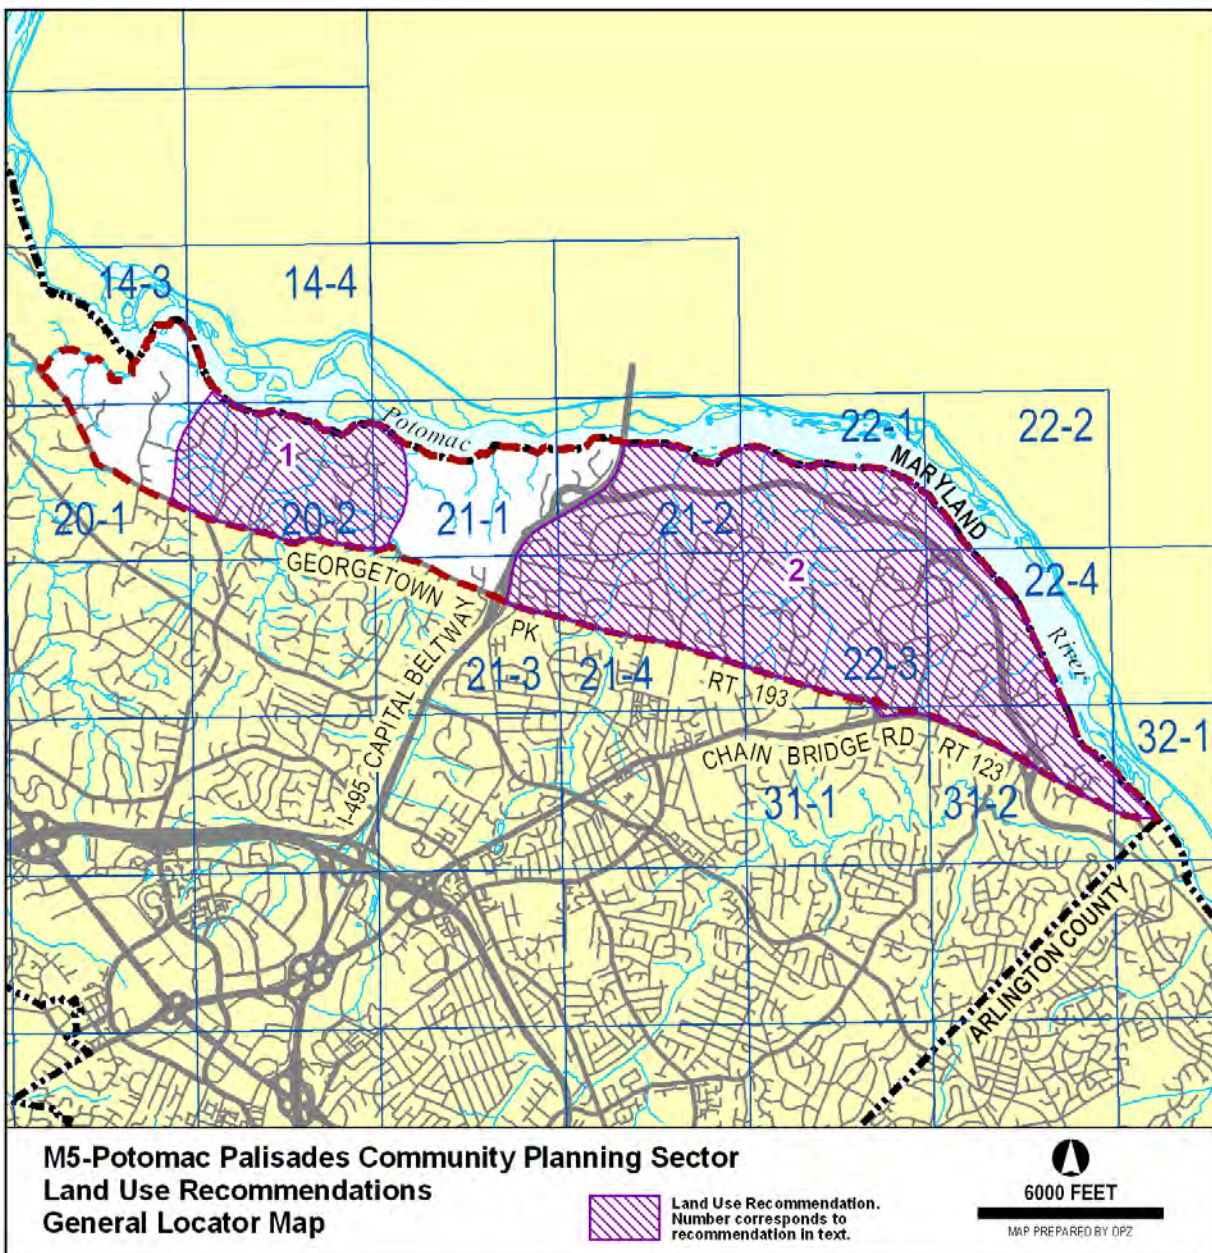 14-3
14-4
Potomac
22-1
22-2
MARYLAND
1
20-1
20-2
21-1
21-2
GEORGETOWN
PK
2
22-4
River
I-495 CAPITAL BELTWAY
21-3
21-4
22-3
RT 193
CHAIN BRIDGE RD
RT 123
32-1
31-1
31-2
ARLINGTON COUNTY
M5-Potomac Palisades Community Planning Sector
Land Use Recommendations
General Locator Map
Land Use Recommendation.
Number corresponds to
recommendation in text.
6000 FEET
MAP PREPARED BY DPZ